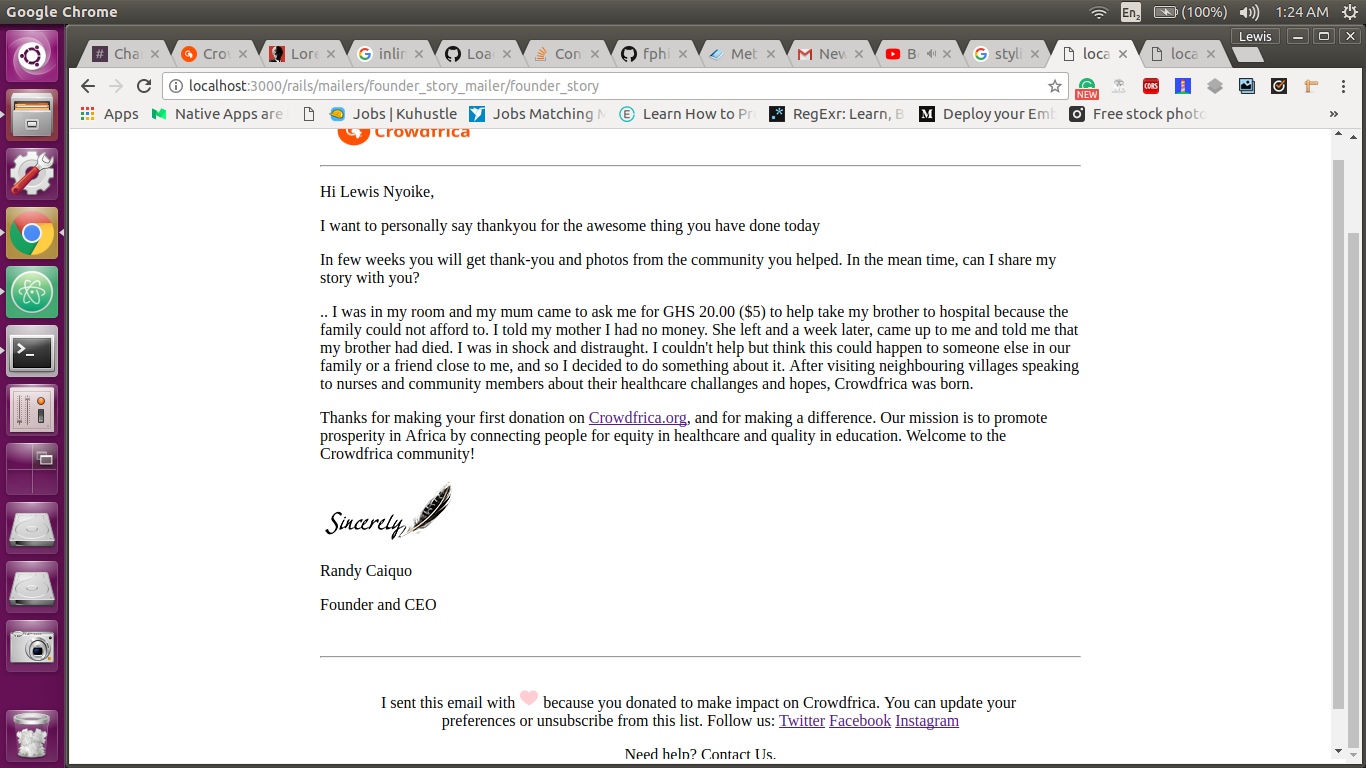 Google Chrome
En2 (100%) 1:24 AM
Lewis
Cha Crow Lore inlin Loa Con fphi Met New B styli loca loca
localhost:3000/rails/mailers/founder_story_mailer/founder_story
NEW CORS
Apps Native Apps are Jobs | Kuhustle Jobs Matching M Learn How to Pr RegExr: Learn, B Deploy your Emb Free stock photo »
Crowdfrica
Hi Lewis Nyoike,
I want to personally say thankyou for the awesome thing you have done today
In few weeks you will get thank-you and photos from the community you helped. In the mean time, can I share my
story with you?
.. I was in my room and my mum came to ask me for GHS 20.00 ($5) to help take my brother to hospital because the
family could not afford to. I told my mother I had no money. She left and a week later, came up to me and told me that
my brother had died. I was in shock and distraught. I couldn't help but think this could happen to someone else in our
family or a friend close to me, and so I decided to do something about it. After visiting neighbouring villages speaking
to nurses and community members about their healthcare challanges and hopes, Crowdfrica was born.
Thanks for making your first donation on Crowdfrica.org, and for making a difference. Our mission is to promote
prosperity in Africa by connecting people for equity in healthcare and quality in education. Welcome to the
Crowdfrica community!
Sincerely
Randy Caiquo
Founder and CEO
I sent this email with because you donated to make impact on Crowdfrica. You can update your
preferences or unsubscribe from this list. Follow us: Twitter Facebook Instagram
Need help? Contact Us.